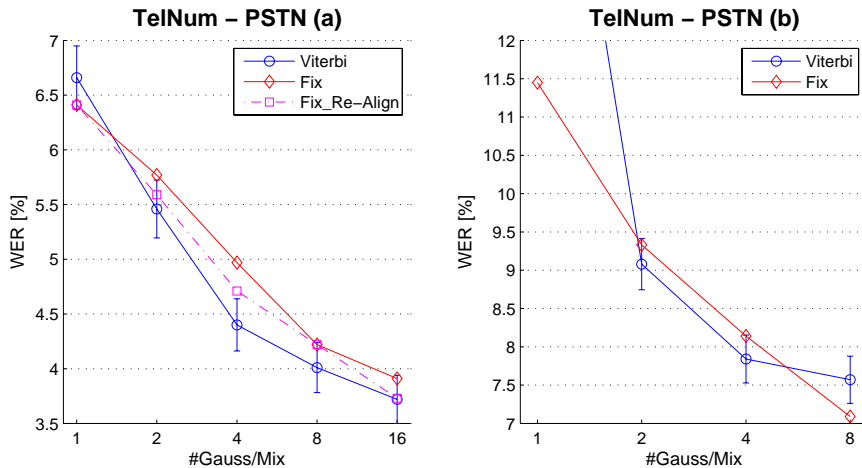 TelNum – PSTN (a)
7
6.5
6
5.5
5
4.5
4
3.5
WER [%]
Viterbi
Fix
Fix_Re–Align
1
2
4
8
16
#Gauss/Mix
TelNum – PSTN (b)
12
11.5
11
10.5
10
9.5
9
8.5
8
7.5
7
WER [%]
Viterbi
Fix
1
2
4
8
#Gauss/Mix